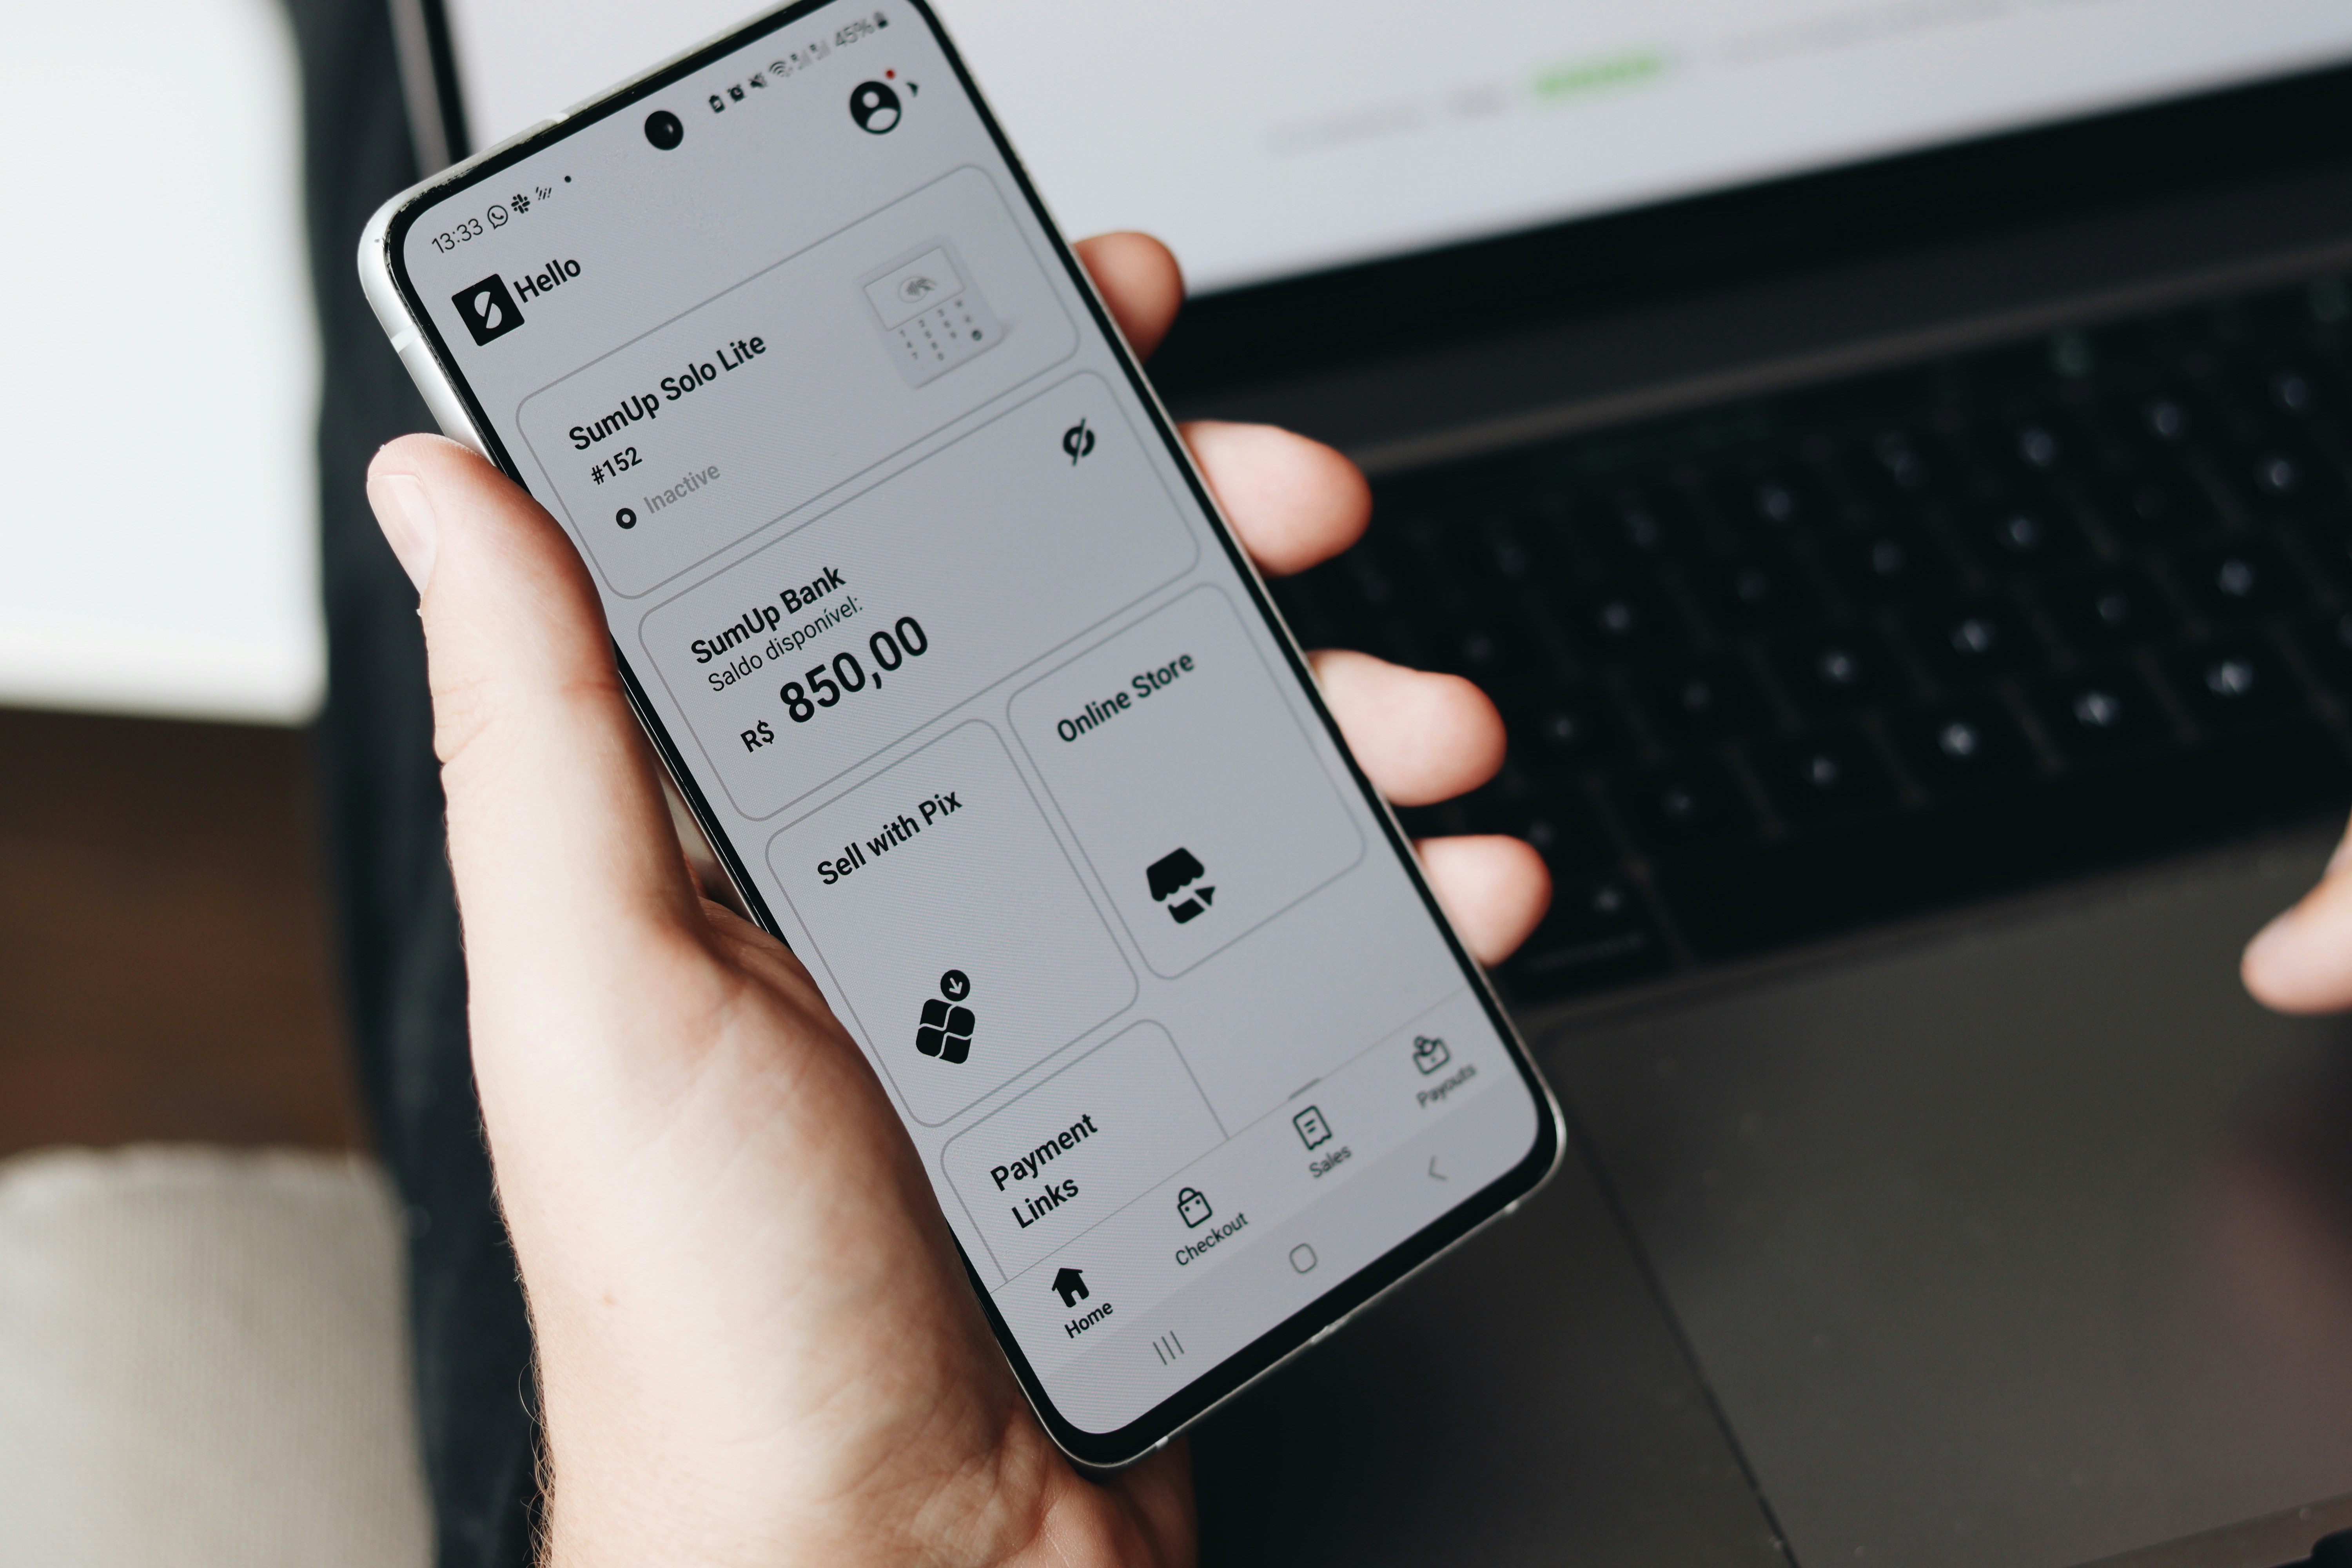 13:33
45%
Hello
SumUp Solo Lite
#152
Inactive
SumUp Bank
Saldo disponível:
R$ 850,00
Sell with Pix
Online Store
Payment
Links
Home
Checkout
Sales
Payouts